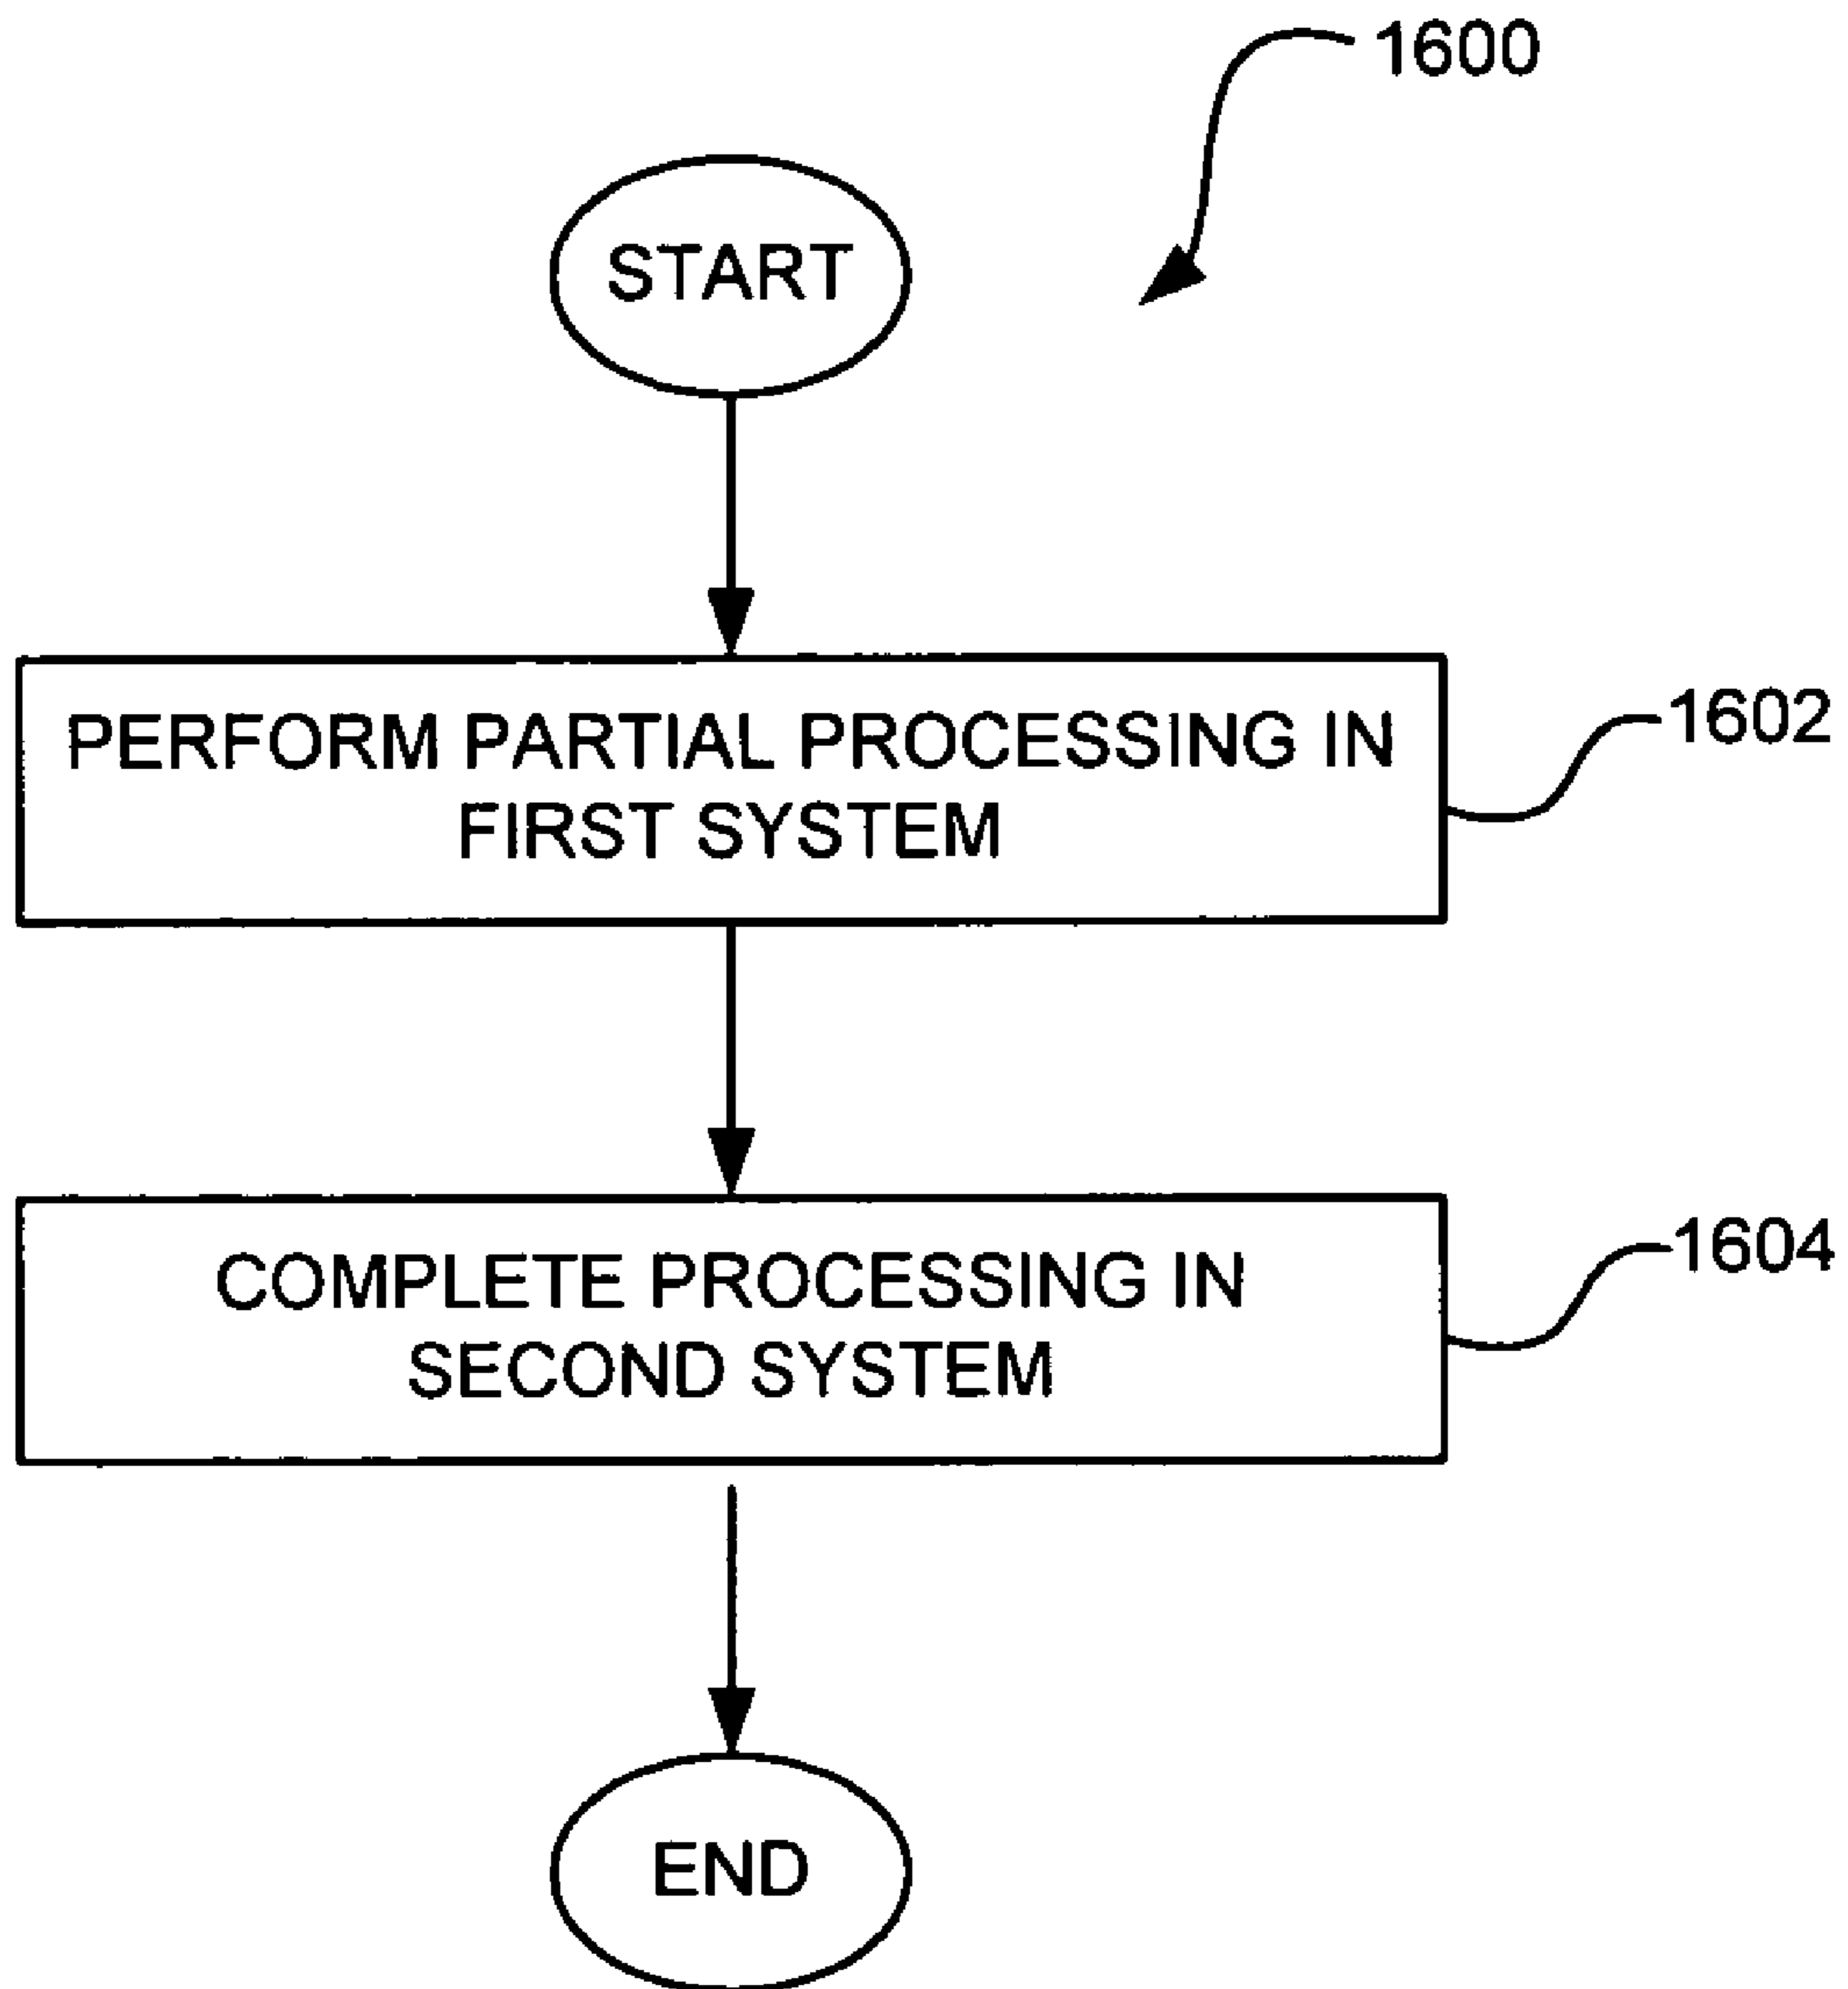 1600
START
PERFORM PARTIAL PROCESSING IN
FIRST SYSTEM
1602
COMPLETE PROCESSING IN
SECOND SYSTEM
1604
END